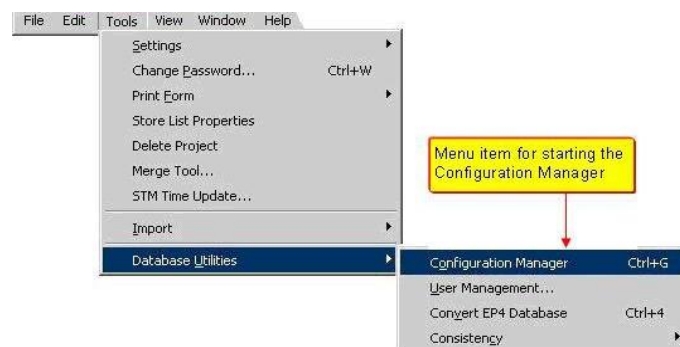 File Edit Tools View Window Help
Settings
Change Password... Ctrl+W
Print Form
Store List Properties
Delete Project
Merge Tool...
STM Time Update...
Import
Database Utilities
Menu item for starting the
Configuration Manager
Configuration Manager Ctrl+G
User Management...
Convert EP4 Database Ctrl+4
Consistency